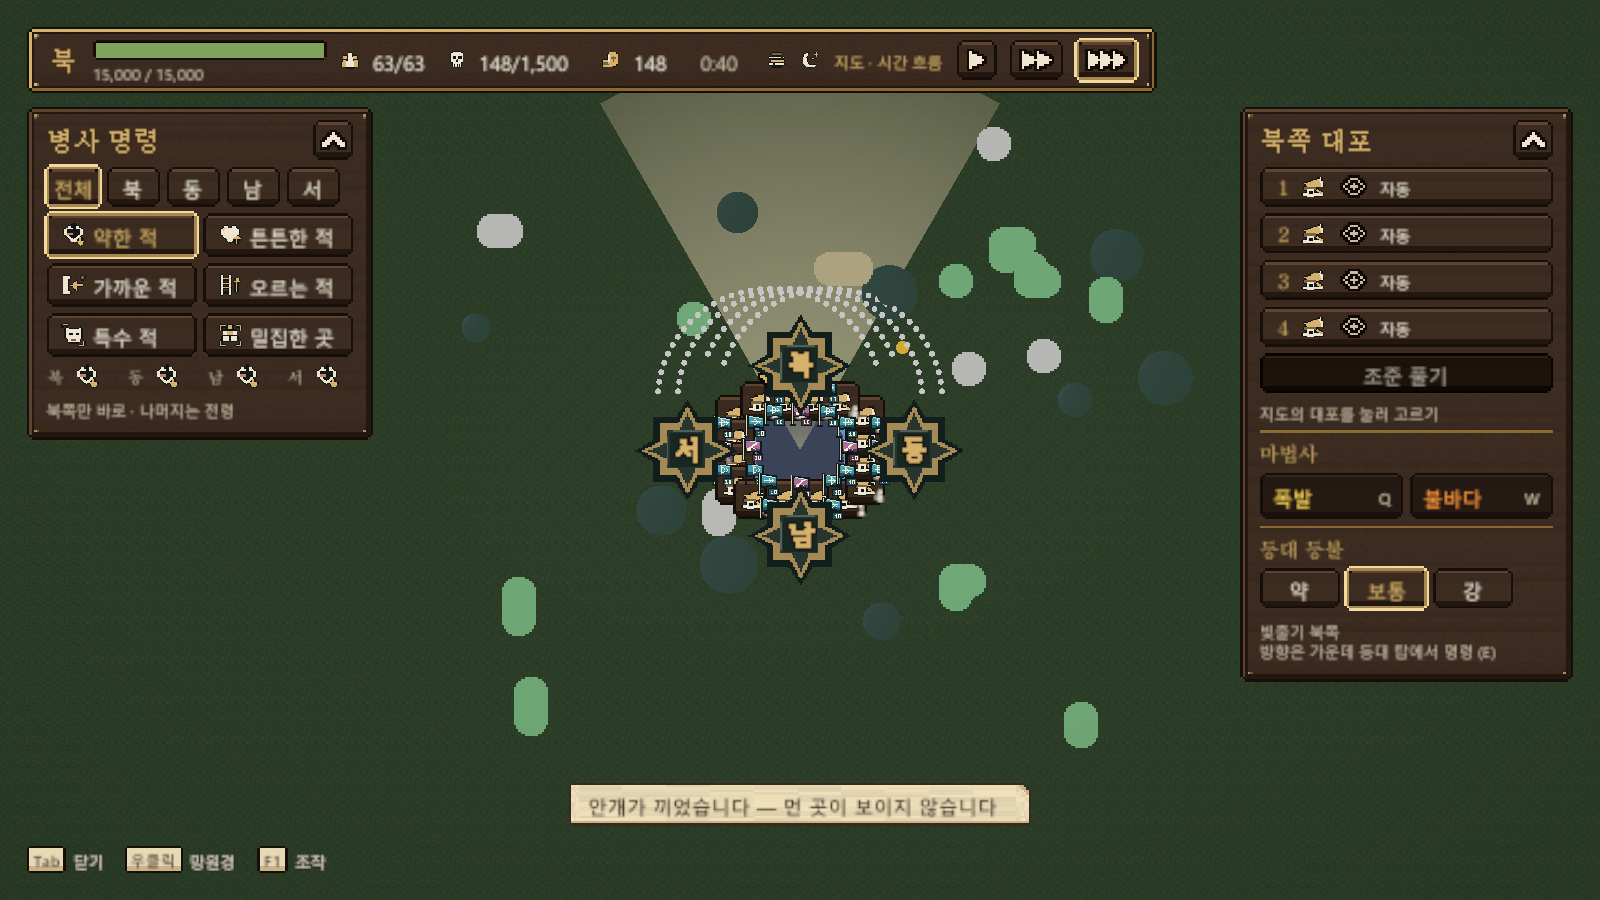 북
15,000 / 15,000
63/63
148/1,500
148
0:40
지도 · 시간 흐름
병사 명령
전체 북 동 남 서
약한 적 튼튼한 적
가까운 적 오르는 적
특수 적 밀집한 곳
북 동 남 서
북쪽만 바로 · 나머지는 전령
북쪽 대포
1 자동
2 자동
3 자동
4 자동
조준 풀기
지도의 대포를 눌러 고르기
마법사
폭발 Q 불바다 W
등대 등불
약 보통 강
빛줄기 북쪽
방향은 가운데 등대 탑에서 명령 (E)
북
서
동
남
안개가 끼었습니다 — 먼 곳이 보이지 않습니다
Tab 닫기 우클릭 망원경 F1 조작